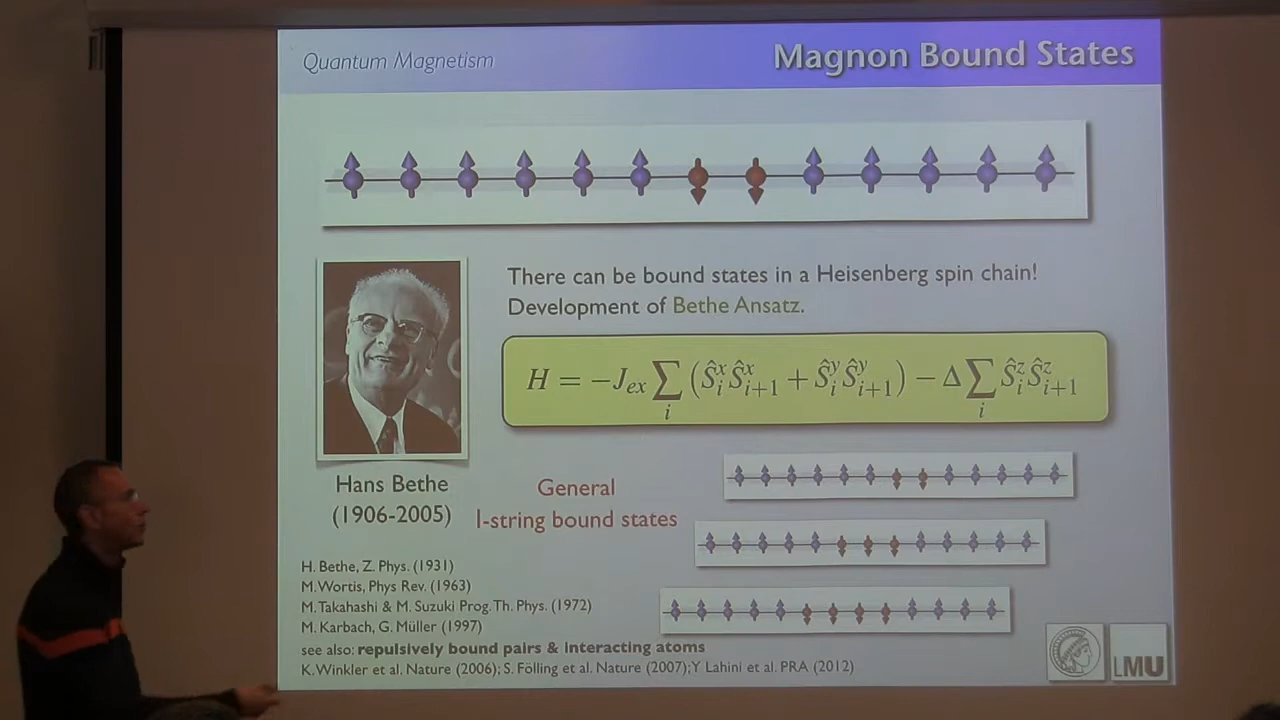 Quantum Magnetism
Magnon Bound States
There can be bound states in a Heisenberg spin chain!
Development of Bethe Ansatz.
H = −J_{ex} ∑_i (Ŝ_i^x Ŝ_{i+1}^x + Ŝ_i^y Ŝ_{i+1}^y) − Δ ∑_i Ŝ_i^z Ŝ_{i+1}^z
Hans Bethe
(1906-2005)
General
l-string bound states
H. Bethe, Z. Phys. (1931)
M. Wortis, Phys Rev. (1963)
M. Takahashi & M. Suzuki Prog. Th. Phys. (1972)
M. Karbach, G. Müller (1997)
see also: repulsively bound pairs & interacting atoms
K. Winkler et al. Nature (2006); S. Fölling et al. Nature (2007); Y Lahini et al. PRA (2012)
LMU